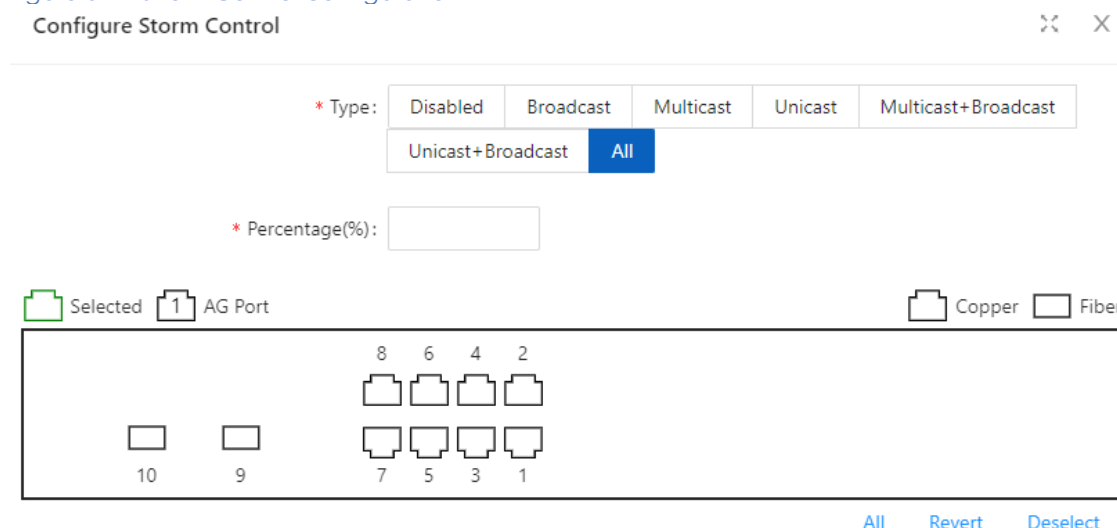 Configure Storm Control
* Type: Disabled Broadcast Multicast Unicast Multicast+Broadcast
Unicast+Broadcast All
* Percentage(%):
Selected 1 AG Port Copper Fiber
8 6 4 2
10 9 7 5 3 1
All Revert Deselect